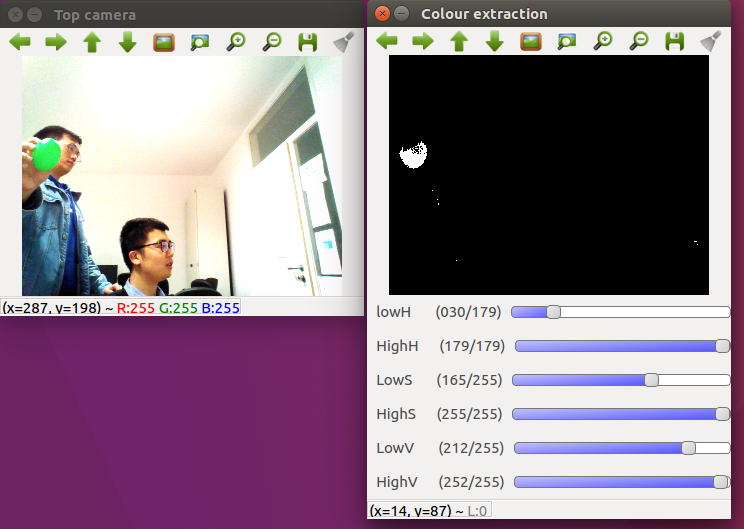 Top camera
(x=287, y=198) ~ R:255 G:255 B:255
Colour extraction
lowH (030/179)
HighH (179/179)
LowS (165/255)
HighS (255/255)
LowV (212/255)
HighV (252/255)
(x=14, y=87) ~ L:0